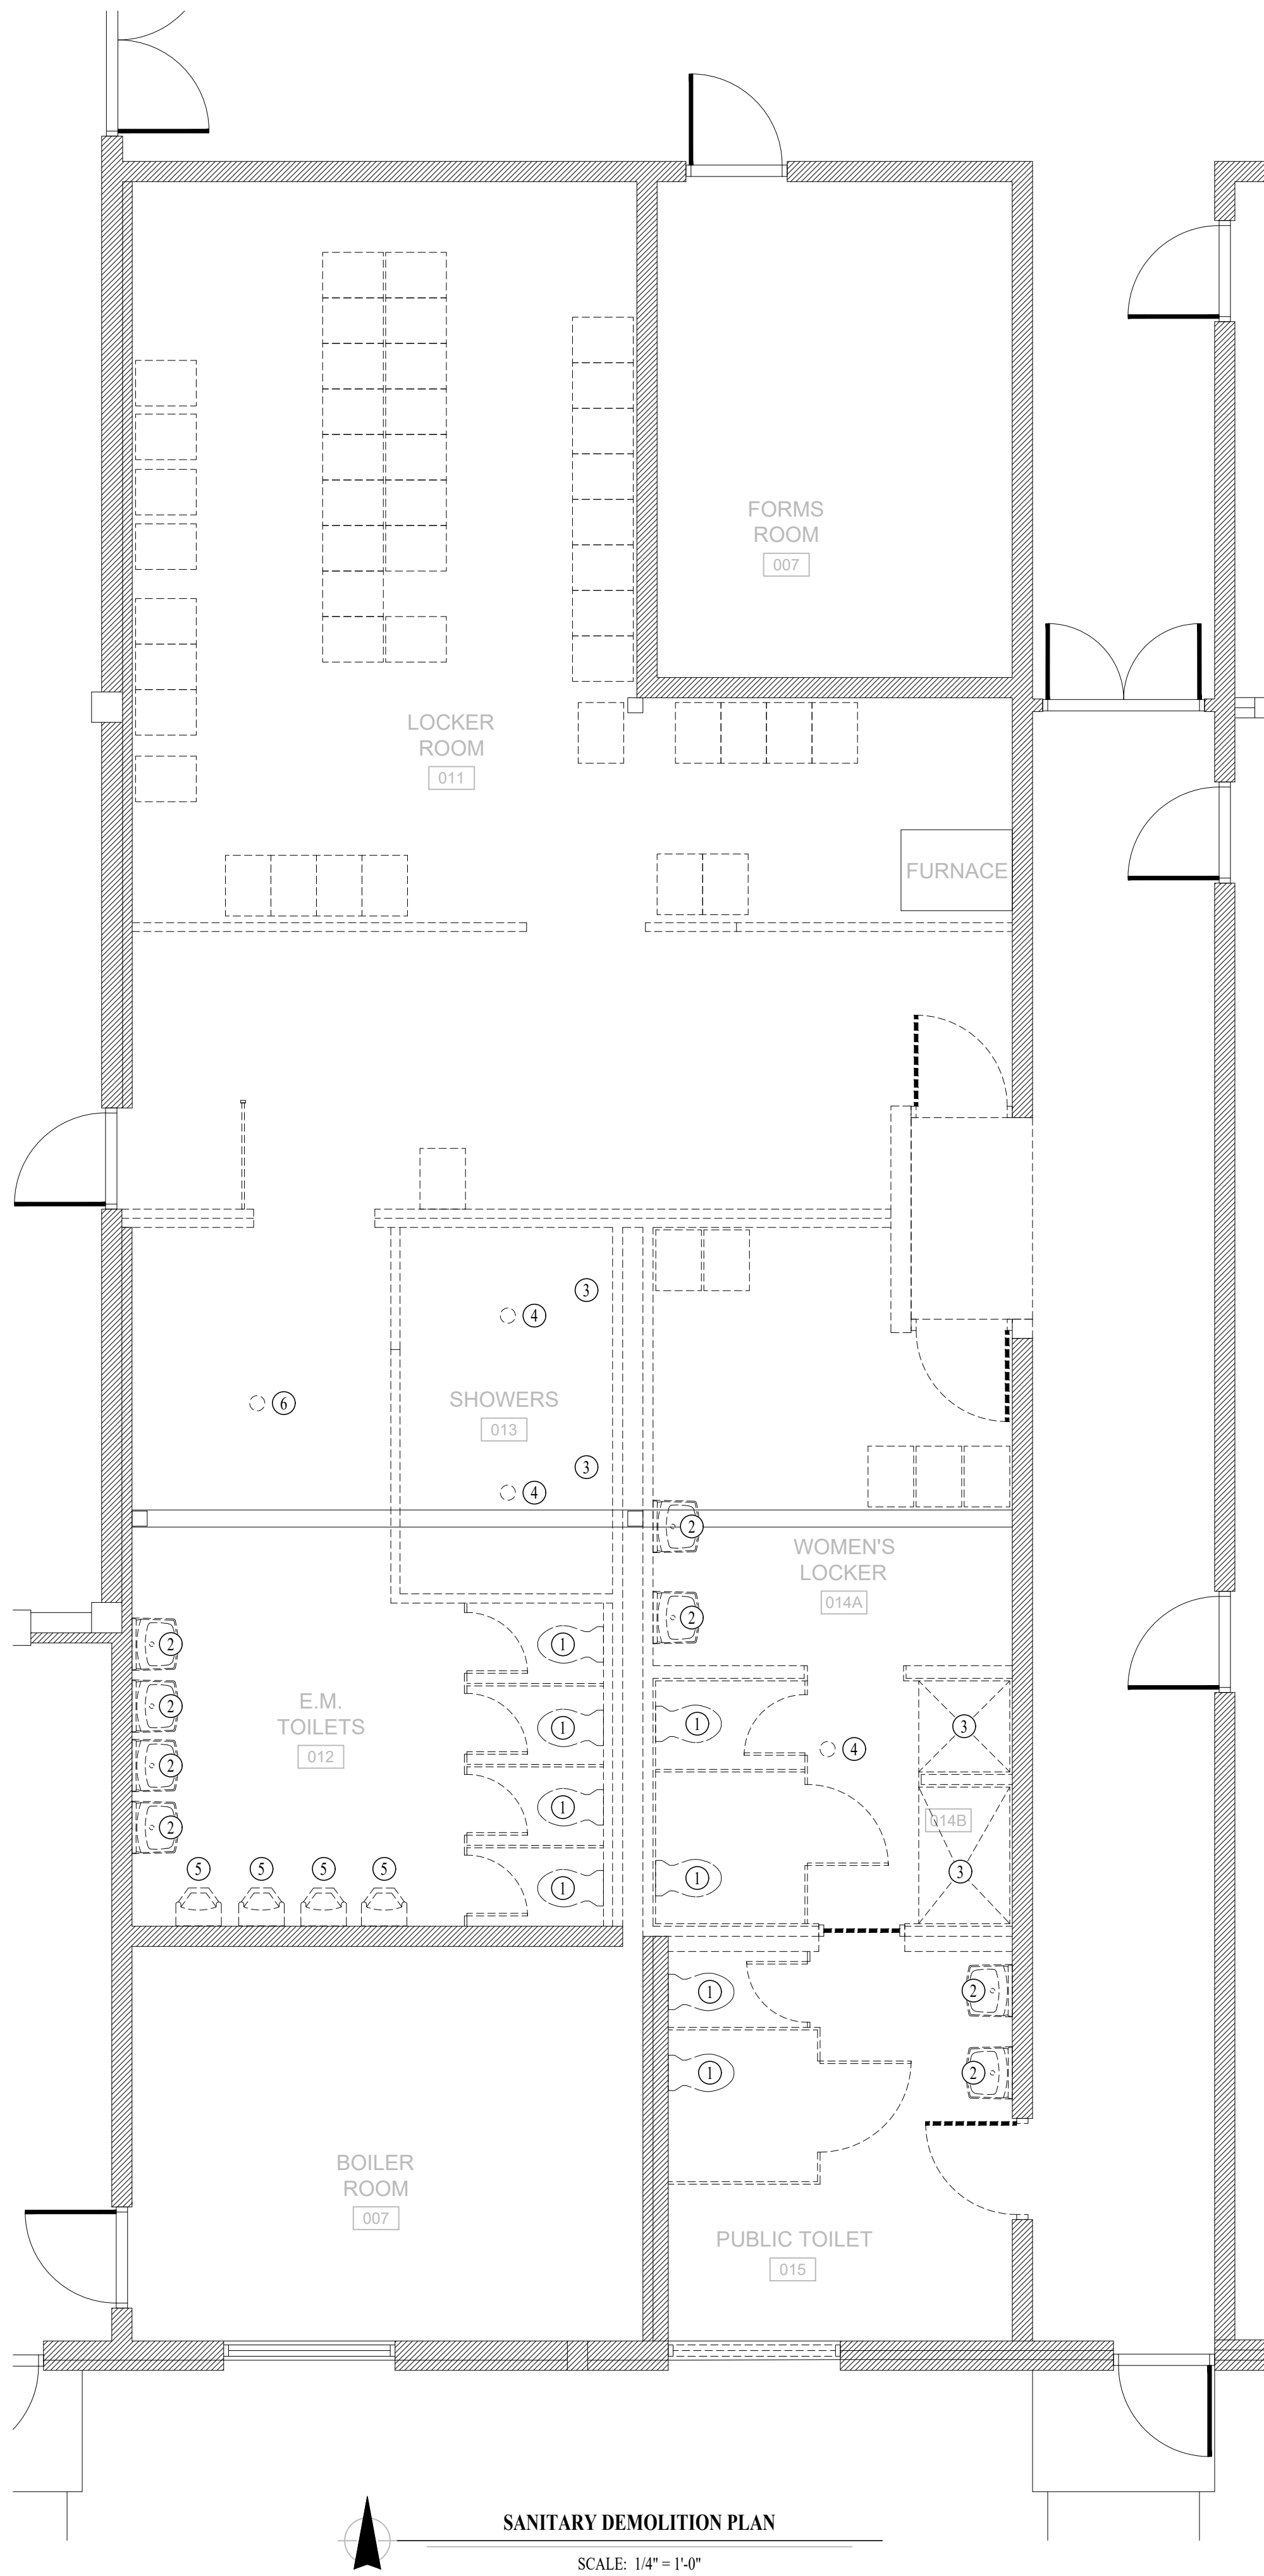 FORMS
ROOM
007
LOCKER
ROOM
011
FURNACE
3
4
6
SHOWERS
013
3
4
2
WOMEN'S
LOCKER
014A
2
2
1
E.M.
TOILETS
012
2
1
1
3
4
2
1
014B
2
5
5
5
5
1
1
3
1
2
1
2
BOILER
ROOM
007
PUBLIC TOILET
015
SANITARY DEMOLITION PLAN
SCALE: 1/4" = 1'-0"